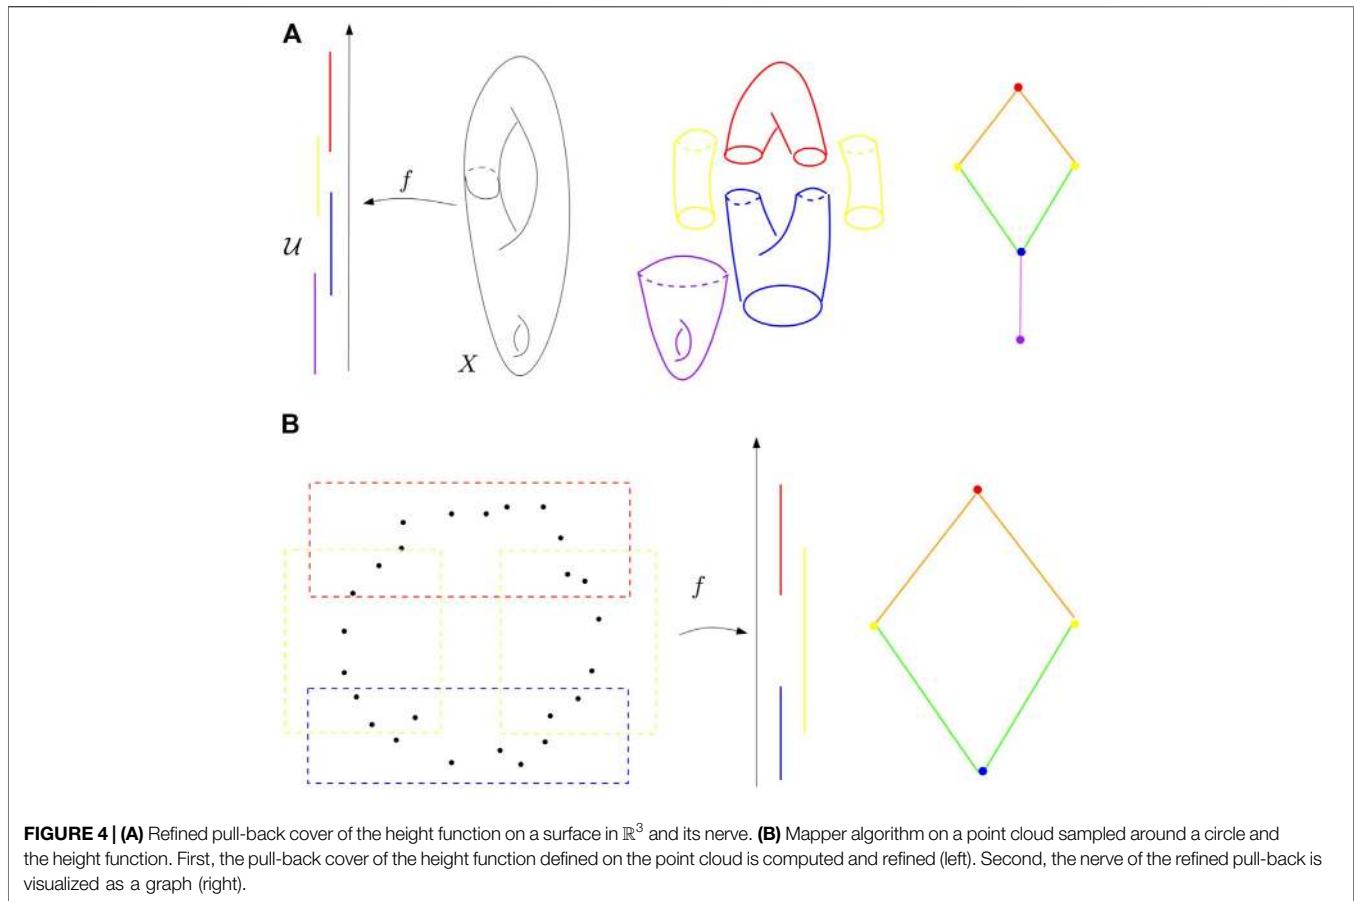 A
f
𝒰
X
B
f
FIGURE 4 | (A) Refined pull-back cover of the height function on a surface in ℝ³ and its nerve. (B) Mapper algorithm on a point cloud sampled around a circle and
the height function. First, the pull-back cover of the height function defined on the point cloud is computed and refined (left). Second, the nerve of the refined pull-back is
visualized as a graph (right).